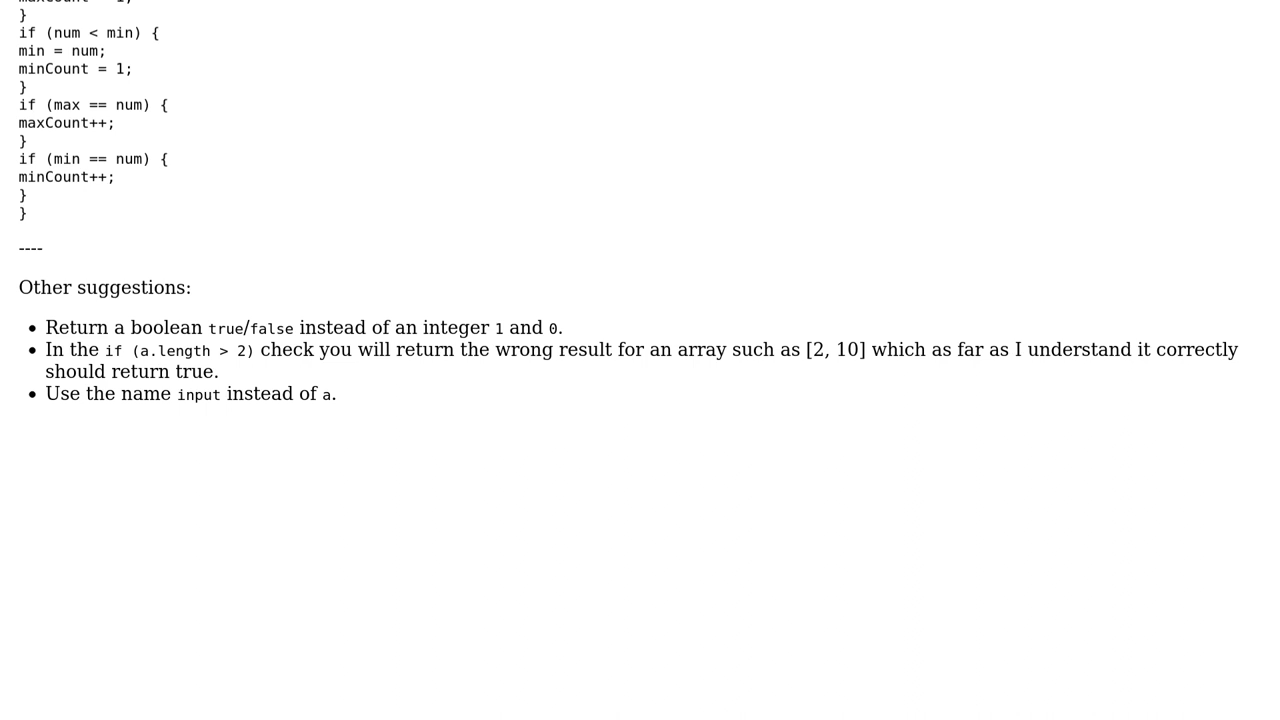 }
if (num < min) {
min = num;
minCount = 1;
}
if (max == num) {
maxCount++;
}
if (min == num) {
minCount++;
}
}
----
Other suggestions:
• Return a boolean true/false instead of an integer 1 and 0.
• In the if (a.length > 2) check you will return the wrong result for an array such as [2, 10] which as far as I understand it correctly
should return true.
• Use the name input instead of a.